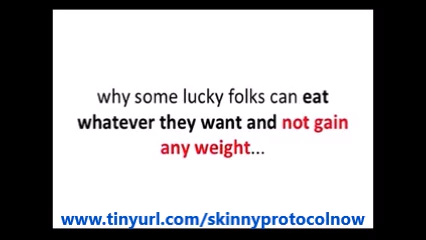 why some lucky folks can eat
whatever they want and not gain
any weight...
www.tinyurl.com/skinnyprotocolnow